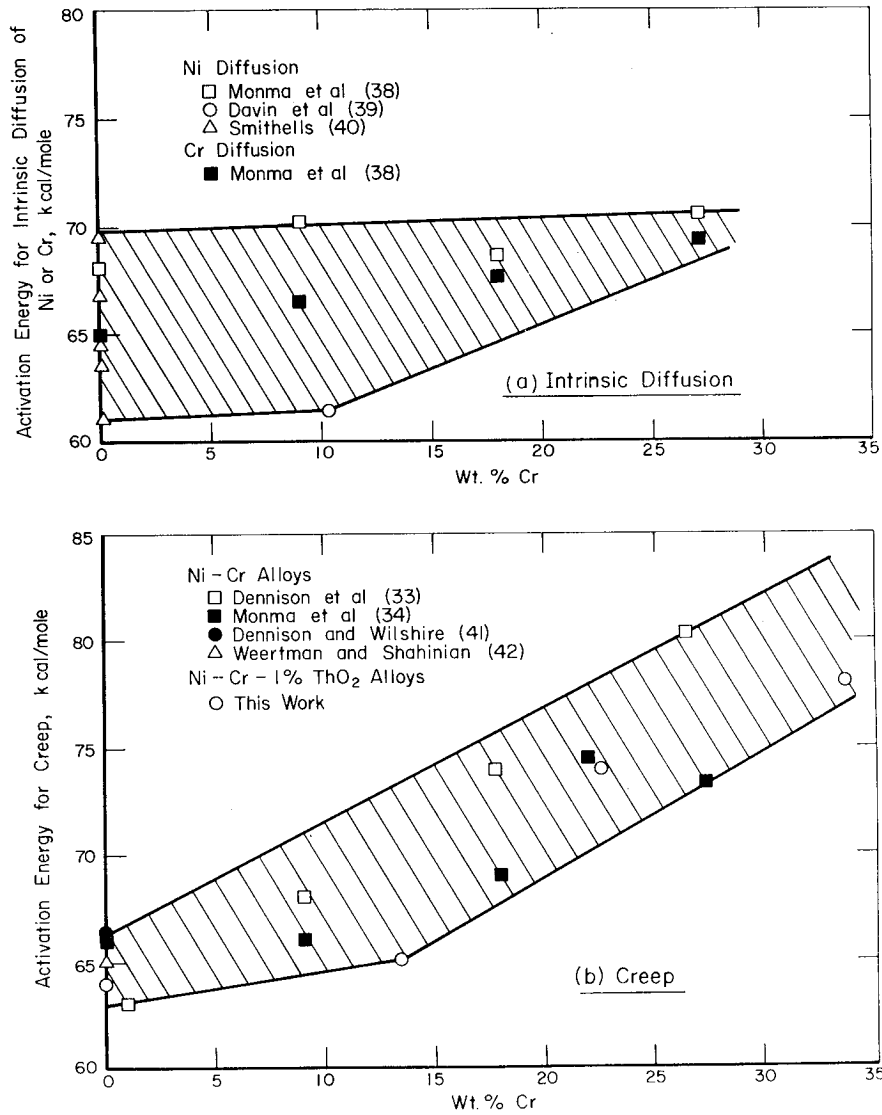 80
75
70
65
60
Activation Energy for Intrinsic Diffusion of
Ni or Cr, kcal/mole
Ni Diffusion
□ Monma et al (38)
○ Davin et al (39)
△ Smithells (40)
Cr Diffusion
■ Monma et al (38)
(a) Intrinsic Diffusion
0 5 10 15 20 25 30 35
Wt. % Cr
85
80
75
70
65
60
Activation Energy for Creep, kcal/mole
Ni-Cr Alloys
□ Dennison et al (33)
■ Monma et al (34)
● Dennison and Wilshire (41)
△ Weertman and Shahinian (42)
Ni-Cr-1% ThO2 Alloys
○ This Work
(b) Creep
0 5 10 15 20 25 30 35
Wt. % Cr